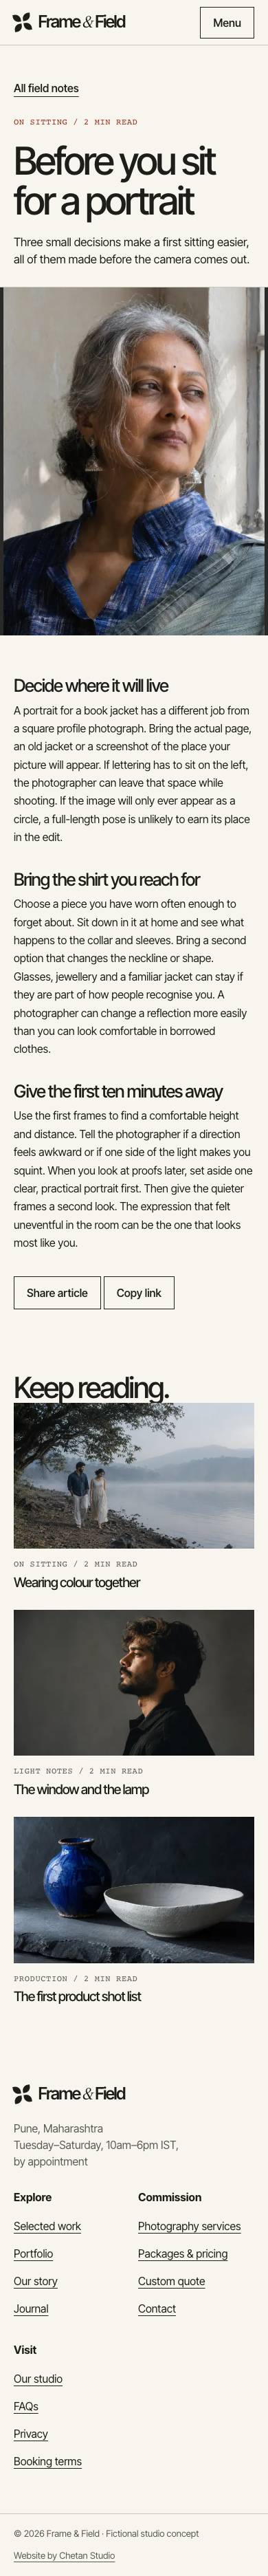 Frame & Field
Menu
All field notes
ON SITTING / 2 MIN READ
Before you sit
for a portrait
Three small decisions make a first sitting easier,
all of them made before the camera comes out.
Decide where it will live
A portrait for a book jacket has a different job from
a square profile photograph. Bring the actual page,
an old jacket or a screenshot of the place your
picture will appear. If lettering has to sit on the left,
the photographer can leave that space while
shooting. If the image will only ever appear as a
circle, a full-length pose is unlikely to earn its place
in the edit.
Bring the shirt you reach for
Choose a piece you have worn often enough to
forget about. Sit down in it at home and see what
happens to the collar and sleeves. Bring a second
option that changes the neckline or shape.
Glasses, jewellery and a familiar jacket can stay if
they are part of how people recognise you. A
photographer can change a reflection more easily
than you can look comfortable in borrowed
clothes.
Give the first ten minutes away
Use the first frames to find a comfortable height
and distance. Tell the photographer if a direction
feels awkward or if one side of the light makes you
squint. When you look at proofs later, set aside one
clear, practical portrait first. Then give the quieter
frames a second look. The expression that felt
uneventful in the room can be the one that looks
most like you.
Share article
Copy link
Keep reading.
ON SITTING / 2 MIN READ
Wearing colour together
LIGHT NOTES / 2 MIN READ
The window and the lamp
PRODUCTION / 2 MIN READ
The first product shot list
Frame & Field
Pune, Maharashtra
Tuesday–Saturday, 10am–6pm IST,
by appointment
Explore
Selected work
Portfolio
Our story
Journal
Commission
Photography services
Packages & pricing
Custom quote
Contact
Visit
Our studio
FAQs
Privacy
Booking terms
© 2026 Frame & Field · Fictional studio concept
Website by Chetan Studio